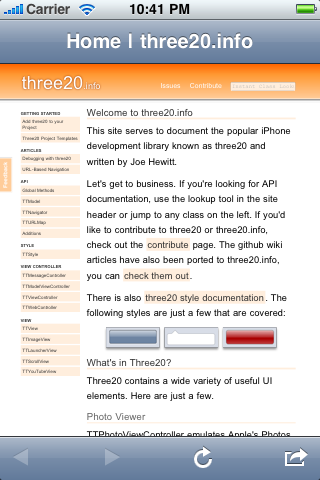 Carrier 10:41 PM
Home | three20.info
three20.info
Issues Contribute Instant Class Look
GETTING STARTED
Add three20 to your
Project
Three20 Project Templates
ARTICLES
Debugging with three20
URL-Based Navigation
API
Global Methods
TTModel
TTNavigator
TTURLMap
Additions
STYLE
TTStyle
VIEW CONTROLLER
TTMessageController
TTModelViewController
TTViewController
TTWebController
VIEW
TTView
TTImageView
TTLauncherView
TTScrollView
TTYouTubeView
Feedback
Welcome to three20.info
This site serves to document the popular iPhone
development library known as three20 and
written by Joe Hewitt.
Let's get to business. If you're looking for API
documentation, use the lookup tool in the site
header or jump to any class on the left. If you'd
like to contribute to three20 or three20.info,
check out the contribute page. The github wiki
articles have also been ported to three20.info,
you can check them out.
There is also three20 style documentation. The
following styles are just a few that are covered:
What's in Three20?
Three20 contains a wide variety of useful UI
elements. Here are just a few.
Photo Viewer
TTPhotoViewController emulates Apple's Photos